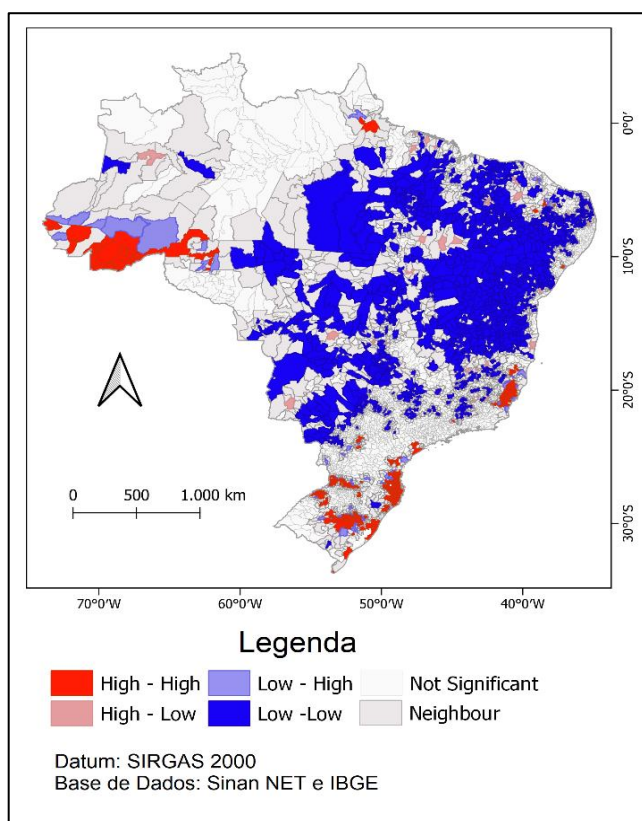 0°0'
10°0'S
20°0'S
30°0'S
0 500 1.000 km
70°0'W 60°0'W 50°0'W 40°0'W
Legenda
High - High Low - High Not Significant
High - Low Low -Low Neighbour
Datum: SIRGAS 2000
Base de Dados: Sinan NET e IBGE